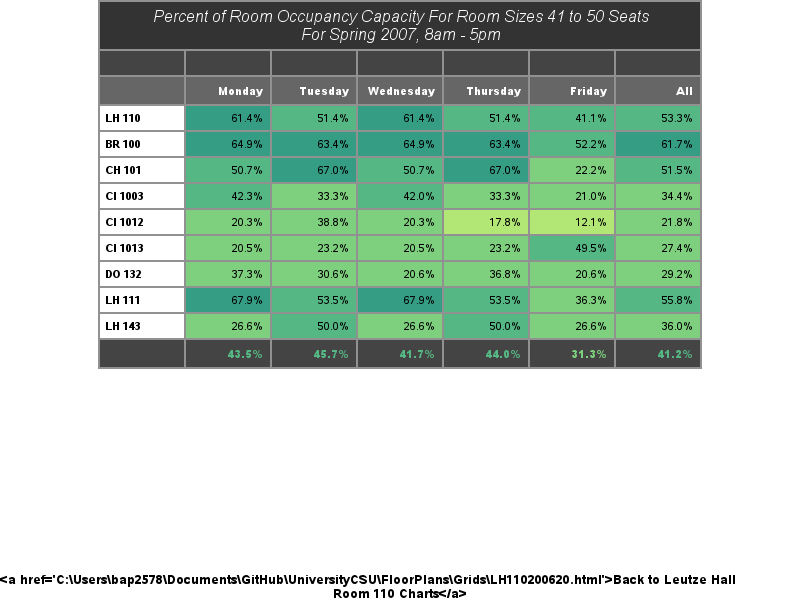 Percent of Room Occupancy Capacity For Room Sizes 41 to 50 Seats
For Spring 2007, 8am - 5pm
Monday Tuesday Wednesday Thursday Friday All
LH 110 61.4% 51.4% 61.4% 51.4% 41.1% 53.3%
BR 100 64.9% 63.4% 64.9% 63.4% 52.2% 61.7%
CH 101 50.7% 67.0% 50.7% 67.0% 22.2% 51.5%
CI 1003 42.3% 33.3% 42.0% 33.3% 21.0% 34.4%
CI 1012 20.3% 38.8% 20.3% 17.8% 12.1% 21.8%
CI 1013 20.5% 23.2% 20.5% 23.2% 49.5% 27.4%
DO 132 37.3% 30.6% 20.6% 36.8% 20.6% 29.2%
LH 111 67.9% 53.5% 67.9% 53.5% 36.3% 55.8%
LH 143 26.6% 50.0% 26.6% 50.0% 26.6% 36.0%
43.5% 45.7% 41.7% 44.0% 31.3% 41.2%
<a href='C:\Users\bap2578\Documents\GitHub\UniversityCSU\FloorPlans\Grids\LH110200620.html'>Back to Leutze Hall
Room 110 Charts</a>